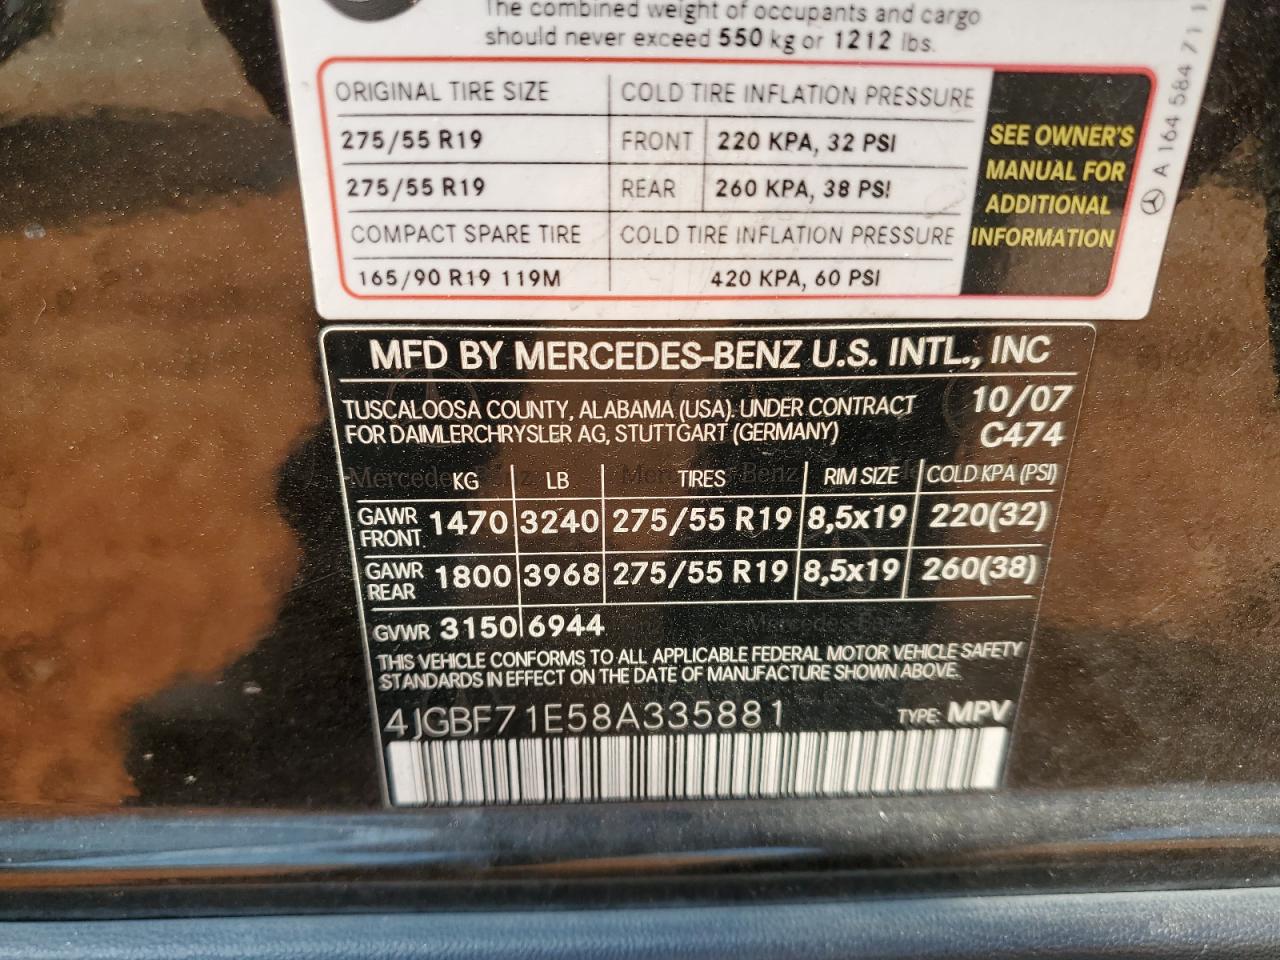 The combined weight of occupants and cargo
should never exceed 550 kg or 1212 lbs.
ORIGINAL TIRE SIZE COLD TIRE INFLATION PRESSURE
275/55 R19 FRONT 220 KPA, 32 PSI
275/55 R19 REAR 260 KPA, 38 PSI
COMPACT SPARE TIRE COLD TIRE INFLATION PRESSURE
165/90 R19 119M 420 KPA, 60 PSI
SEE OWNER'S
MANUAL FOR
ADDITIONAL
INFORMATION
A 164 584 71 1
MFD BY MERCEDES-BENZ U.S. INTL., INC
TUSCALOOSA COUNTY, ALABAMA (USA). UNDER CONTRACT 10/07
FOR DAIMLERCHRYSLER AG, STUTTGART (GERMANY) C474
Mercedes-Benz Mercedes-Benz
KG LB TIRES RIM SIZE COLD KPA (PSI)
GAWR FRONT 1470 3240 275/55 R19 8,5x19 220(32)
GAWR REAR 1800 3968 275/55 R19 8,5x19 260(38)
GVWR 3150 6944
Mercedes-Benz
THIS VEHICLE CONFORMS TO ALL APPLICABLE FEDERAL MOTOR VEHICLE SAFETY
STANDARDS IN EFFECT ON THE DATE OF MANUFACTURE SHOWN ABOVE.
4JGBF71E58A335881 TYPE: MPV